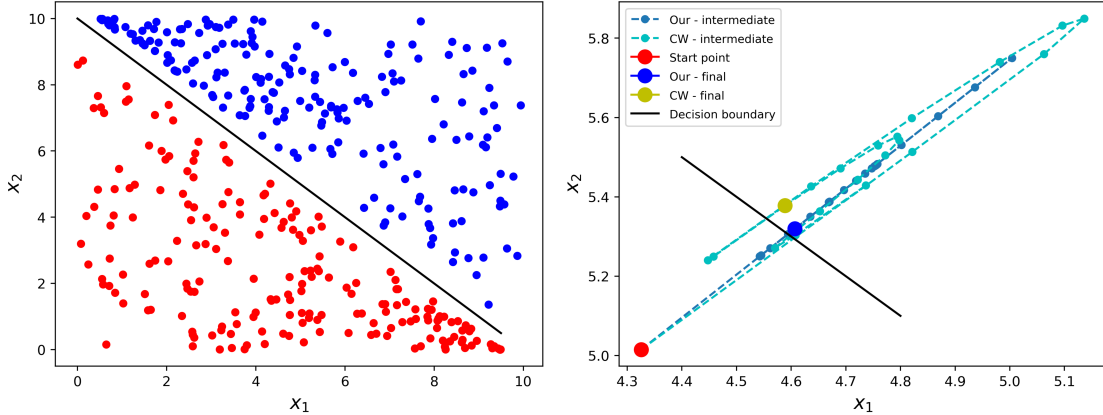 10
8
6
4
2
0
x₂
0 2 4 6 8 10
x₁
5.8
5.6
5.4
5.2
5.0
x₂
Our - intermediate
CW - intermediate
Start point
Our - final
CW - final
Decision boundary
4.3 4.4 4.5 4.6 4.7 4.8 4.9 5.0 5.1
x₁